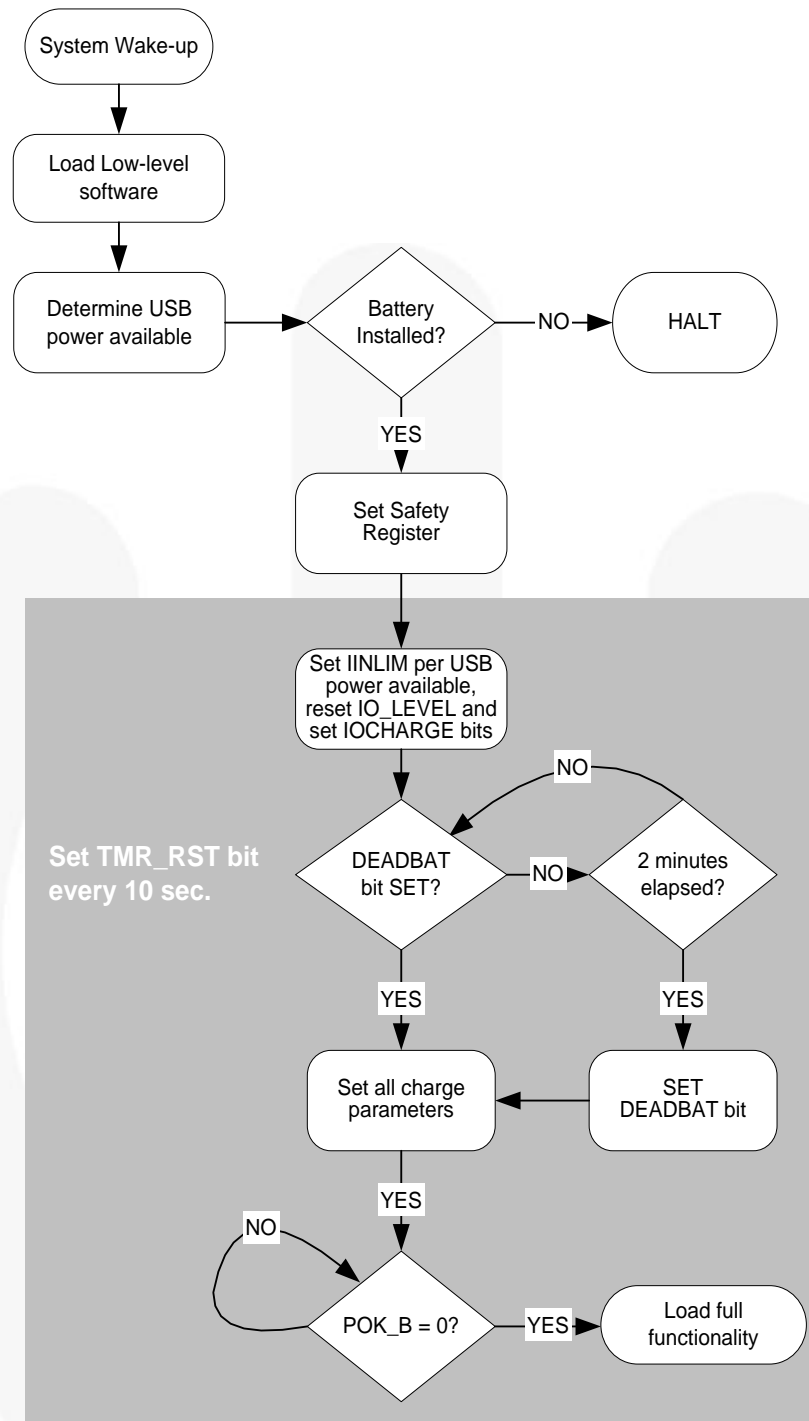 System Wake-up
Load Low-level
software
Determine USB
power available
Battery
Installed?
NO
HALT
YES
Set Safety
Register
Set IINLIM per USB
power available,
reset IO_LEVEL and
set IOCHARGE bits
NO
Set TMR_RST bit
every 10 sec.
DEADBAT
bit SET?
NO
2 minutes
elapsed?
YES
YES
Set all charge
parameters
SET
DEADBAT bit
YES
NO
POK_B = 0?
YES
Load full
functionality